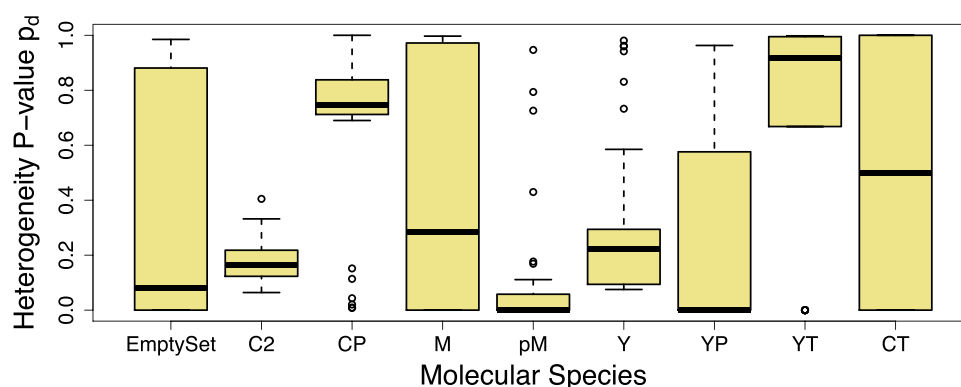 Heterogeneity P-value pd
1.0
0.8
0.6
0.4
0.2
0.0
EmptySet C2 CP M pM Y YP YT CT
Molecular Species